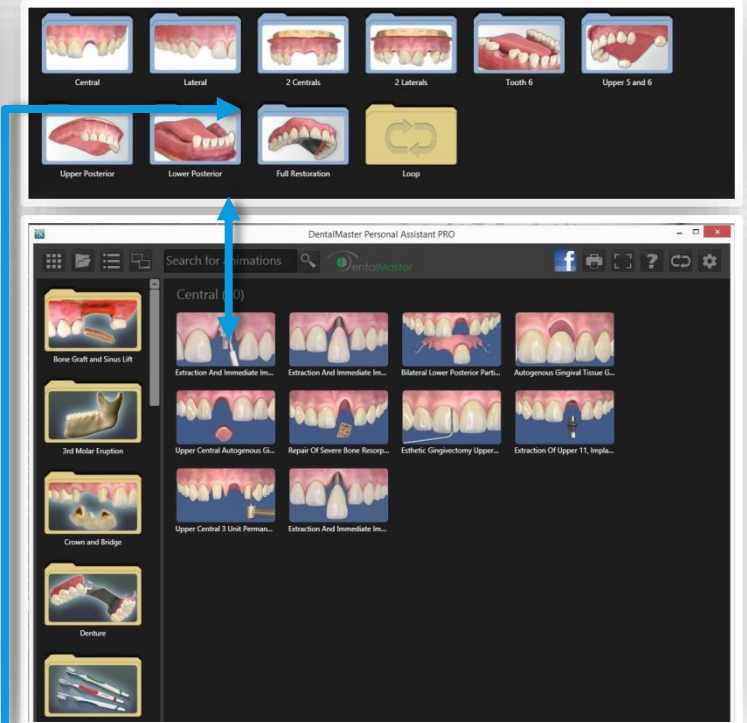 Central
Lateral
2 Centrals
2 Laterals
Tooth 6
Upper 5 and 6
Upper Posterior
Lower Posterior
Full Restoration
Loop
DentalMaster Personal Assistant PRO
Search for animations
DentalMaster
Central (10)
Bone Graft and Sinus Lift
3rd Molar Eruption
Crown and Bridge
Denture
Extraction And Immediate Im...
Extraction And Immediate Im...
Bilateral Lower Posterior Parti...
Autogenous Gingival Tissue G...
Upper Central Autogenous Gi...
Repair Of Severe Bone Resorp...
Esthetic Gingivectomy Upper...
Extraction Of Upper 11, Impla...
Upper Central 3 Unit Perman...
Extraction And Immediate Im...